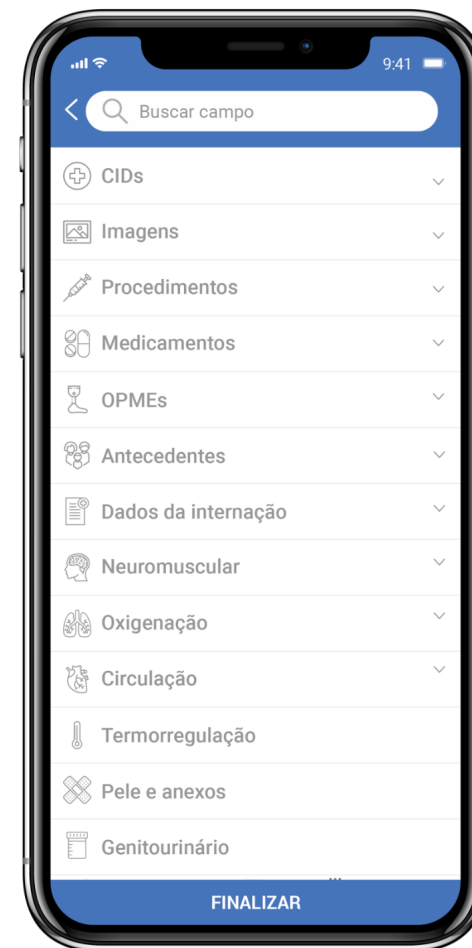 9:41
Buscar campo
CIDs
Imagens
Procedimentos
Medicamentos
OPMEs
Antecedentes
Dados da internação
Neuromuscular
Oxigenação
Circulação
Termorregulação
Pele e anexos
Genitourinário
FINALIZAR